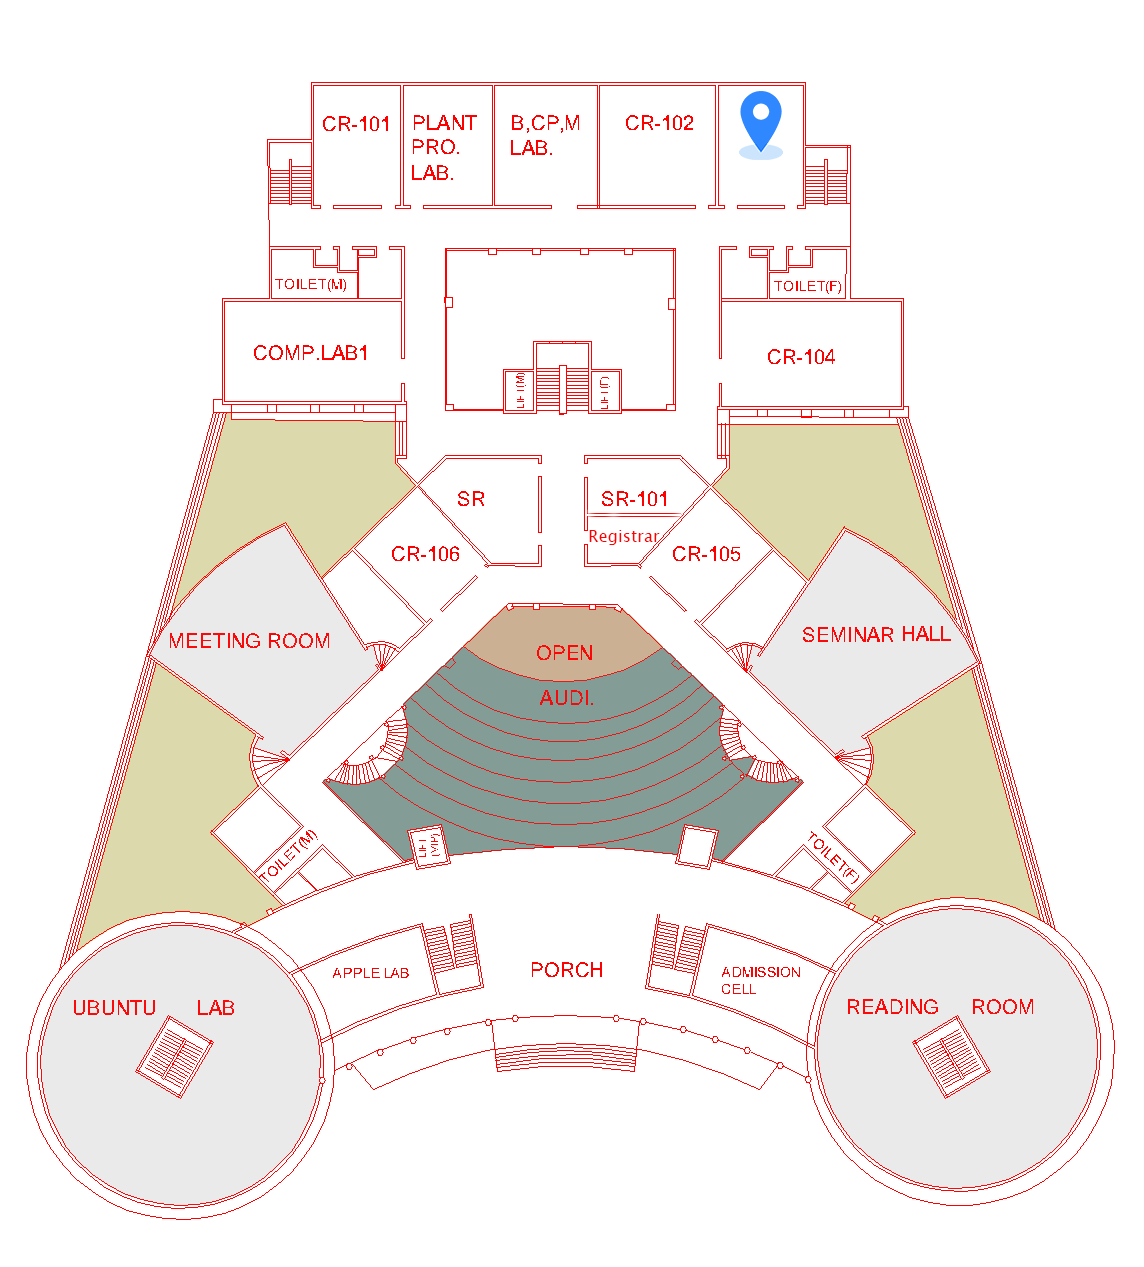 CR-101
PLANT
PRO.
LAB.
B,CP,M
LAB.
CR-102
TOILET(M)
TOILET(F)
COMP.LAB1
CR-104
LIFT(M)
LIFT(F)
SR
SR-101
Registrar
CR-106
CR-105
MEETING ROOM
SEMINAR HALL
OPEN
AUDI.
LIFT
(VIP)
TOILET(M)
TOILET(F)
APPLE LAB
PORCH
ADMISSION
CELL
UBUNTU LAB
READING ROOM